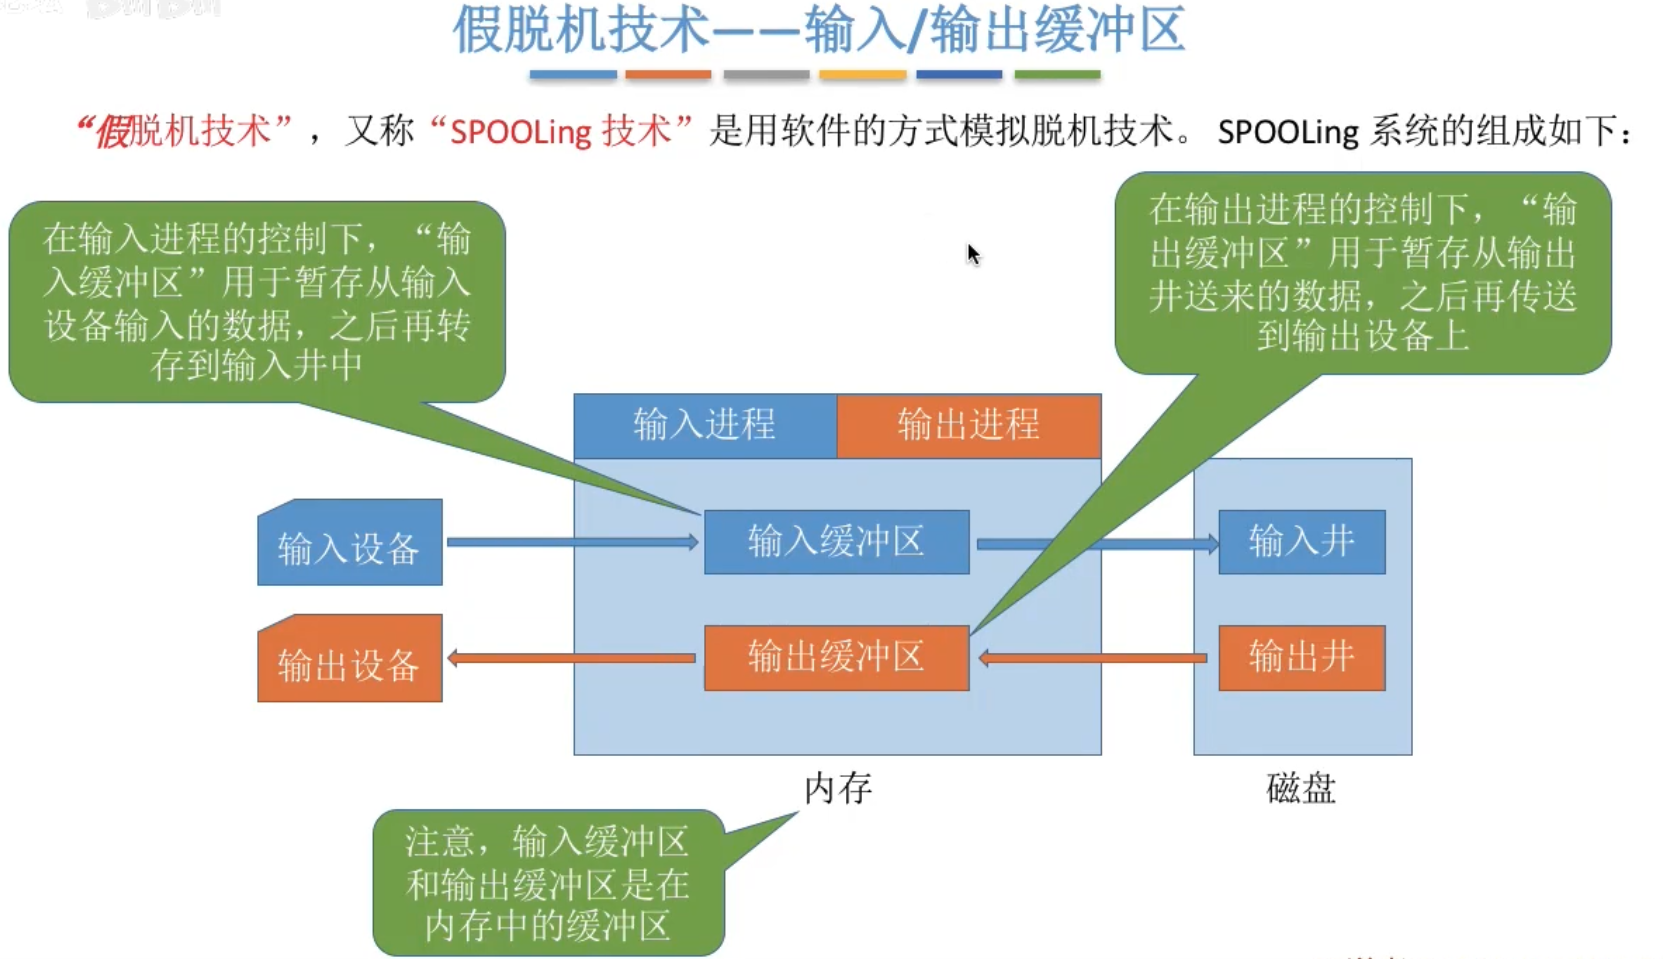 假脱机技术——输入/输出缓冲区
“假脱机技术”，又称“SPOOLing 技术”是用软件的方式模拟脱机技术。 SPOOLing 系统的组成如下：
在输入进程的控制下，“输
入缓冲区”用于暂存从输入
设备输入的数据，之后再转
存到输入井中
在输出进程的控制下，“输
出缓冲区”用于暂存从输出
井送来的数据，之后再传送
到输出设备上
输入进程
输出进程
输入设备
输入缓冲区
输入井
输出设备
输出缓冲区
输出井
内存
磁盘
注意，输入缓冲区
和输出缓冲区是在
内存中的缓冲区